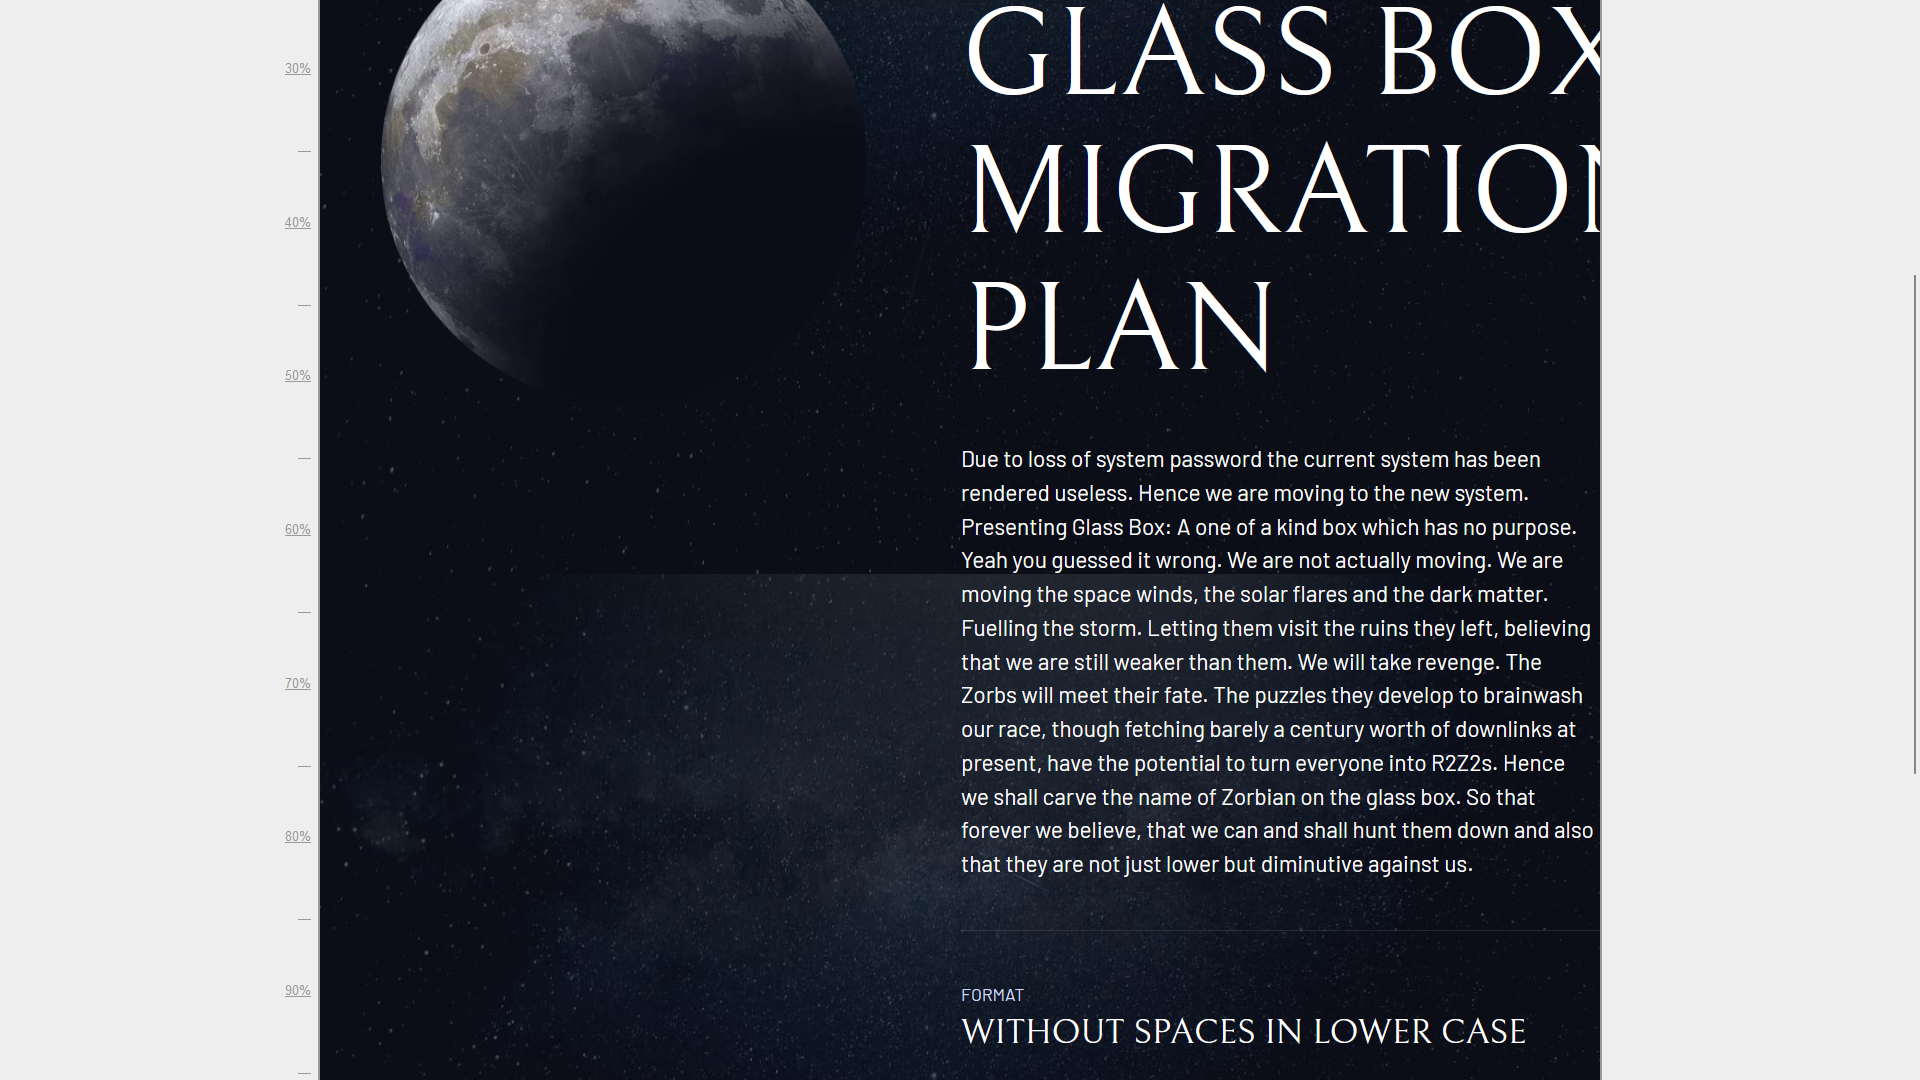 30%
40%
50%
60%
70%
80%
90%
GLASS BOX
MIGRATION
PLAN
Due to loss of system password the current system has been
rendered useless. Hence we are moving to the new system.
Presenting Glass Box: A one of a kind box which has no purpose.
Yeah you guessed it wrong. We are not actually moving. We are
moving the space winds, the solar flares and the dark matter.
Fuelling the storm. Letting them visit the ruins they left, believing
that we are still weaker than them. We will take revenge. The
Zorbs will meet their fate. The puzzles they develop to brainwash
our race, though fetching barely a century worth of downlinks at
present, have the potential to turn everyone into R2Z2s. Hence
we shall carve the name of Zorbian on the glass box. So that
forever we believe, that we can and shall hunt them down and also
that they are not just lower but diminutive against us.
FORMAT
WITHOUT SPACES IN LOWER CASE